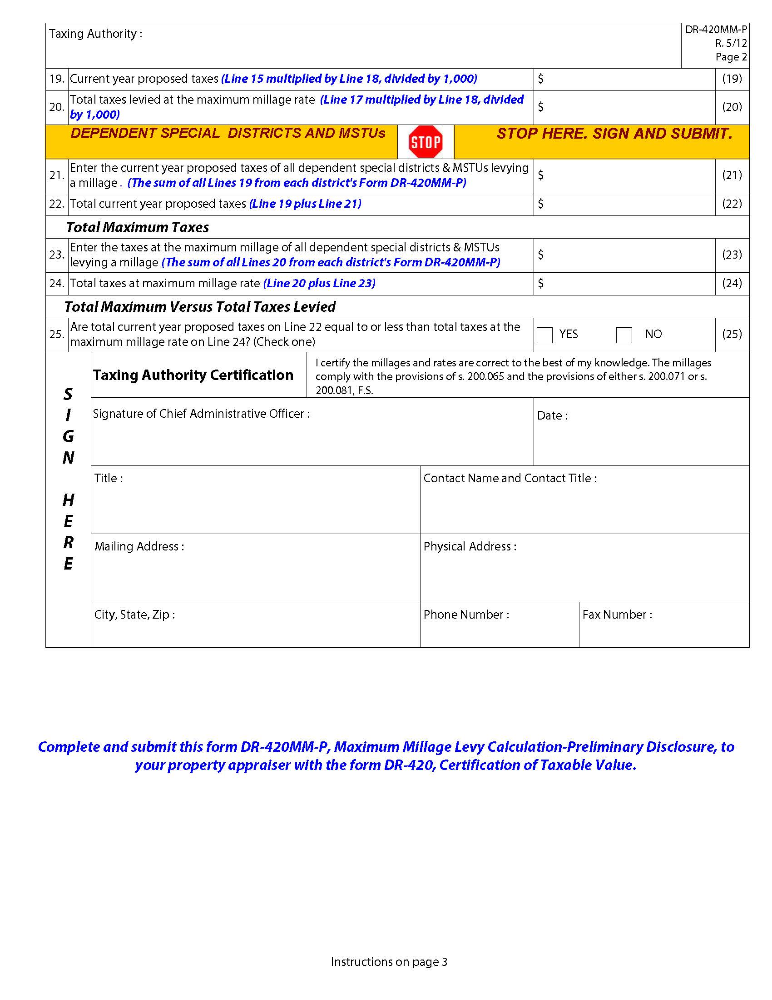 Taxing Authority :
DR-420MM-P
R. 5/12
Page 2
19. Current year proposed taxes (Line 15 multiplied by Line 18, divided by 1,000) $ (19)
20. Total taxes levied at the maximum millage rate (Line 17 multiplied by Line 18, divided
by 1,000) $ (20)
DEPENDENT SPECIAL DISTRICTS AND MSTUs STOP STOP HERE. SIGN AND SUBMIT.
21. Enter the current year proposed taxes of all dependent special districts & MSTUs levying
a millage . (The sum of all Lines 19 from each district's Form DR-420MM-P) $ (21)
22. Total current year proposed taxes (Line 19 plus Line 21) $ (22)
Total Maximum Taxes
23. Enter the taxes at the maximum millage of all dependent special districts & MSTUs
levying a millage (The sum of all Lines 20 from each district's Form DR-420MM-P) $ (23)
24. Total taxes at maximum millage rate (Line 20 plus Line 23) $ (24)
Total Maximum Versus Total Taxes Levied
25. Are total current year proposed taxes on Line 22 equal to or less than total taxes at the
maximum millage rate on Line 24? (Check one) YES NO (25)
SIGN HERE
Taxing Authority Certification
I certify the millages and rates are correct to the best of my knowledge. The millages
comply with the provisions of s. 200.065 and the provisions of either s. 200.071 or s.
200.081, F.S.
Signature of Chief Administrative Officer :
Date :
Title :
Contact Name and Contact Title :
Mailing Address :
Physical Address :
City, State, Zip :
Phone Number :
Fax Number :
Complete and submit this form DR-420MM-P, Maximum Millage Levy Calculation-Preliminary Disclosure, to
your property appraiser with the form DR-420, Certification of Taxable Value.
Instructions on page 3